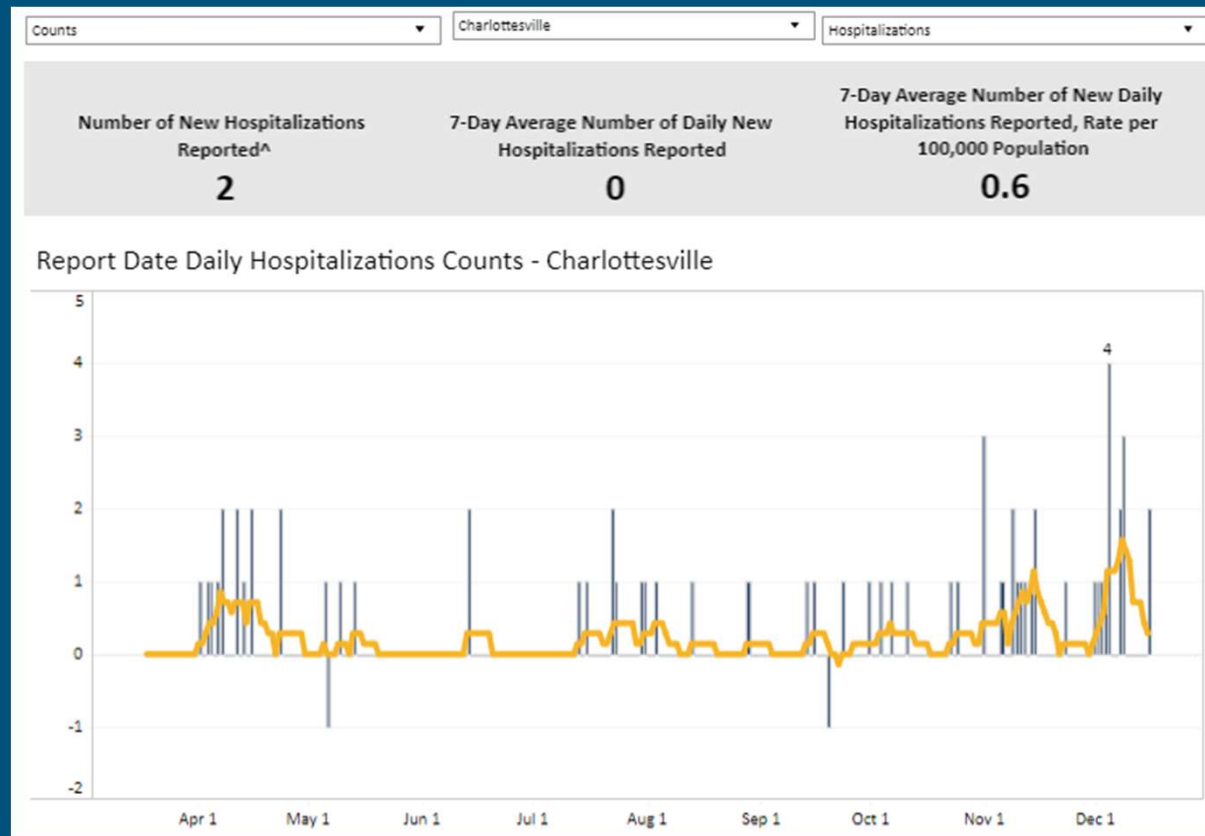 Counts
Charlottesville
Hospitalizations
Number of New Hospitalizations
Reported^
2
7-Day Average Number of Daily New
Hospitalizations Reported
0
7-Day Average Number of New Daily
Hospitalizations Reported, Rate per
100,000 Population
0.6
Report Date Daily Hospitalizations Counts - Charlottesville
5
4
4
3
2
1
0
-1
-2
Apr 1
May 1
Jun 1
Jul 1
Aug 1
Sep 1
Oct 1
Nov 1
Dec 1